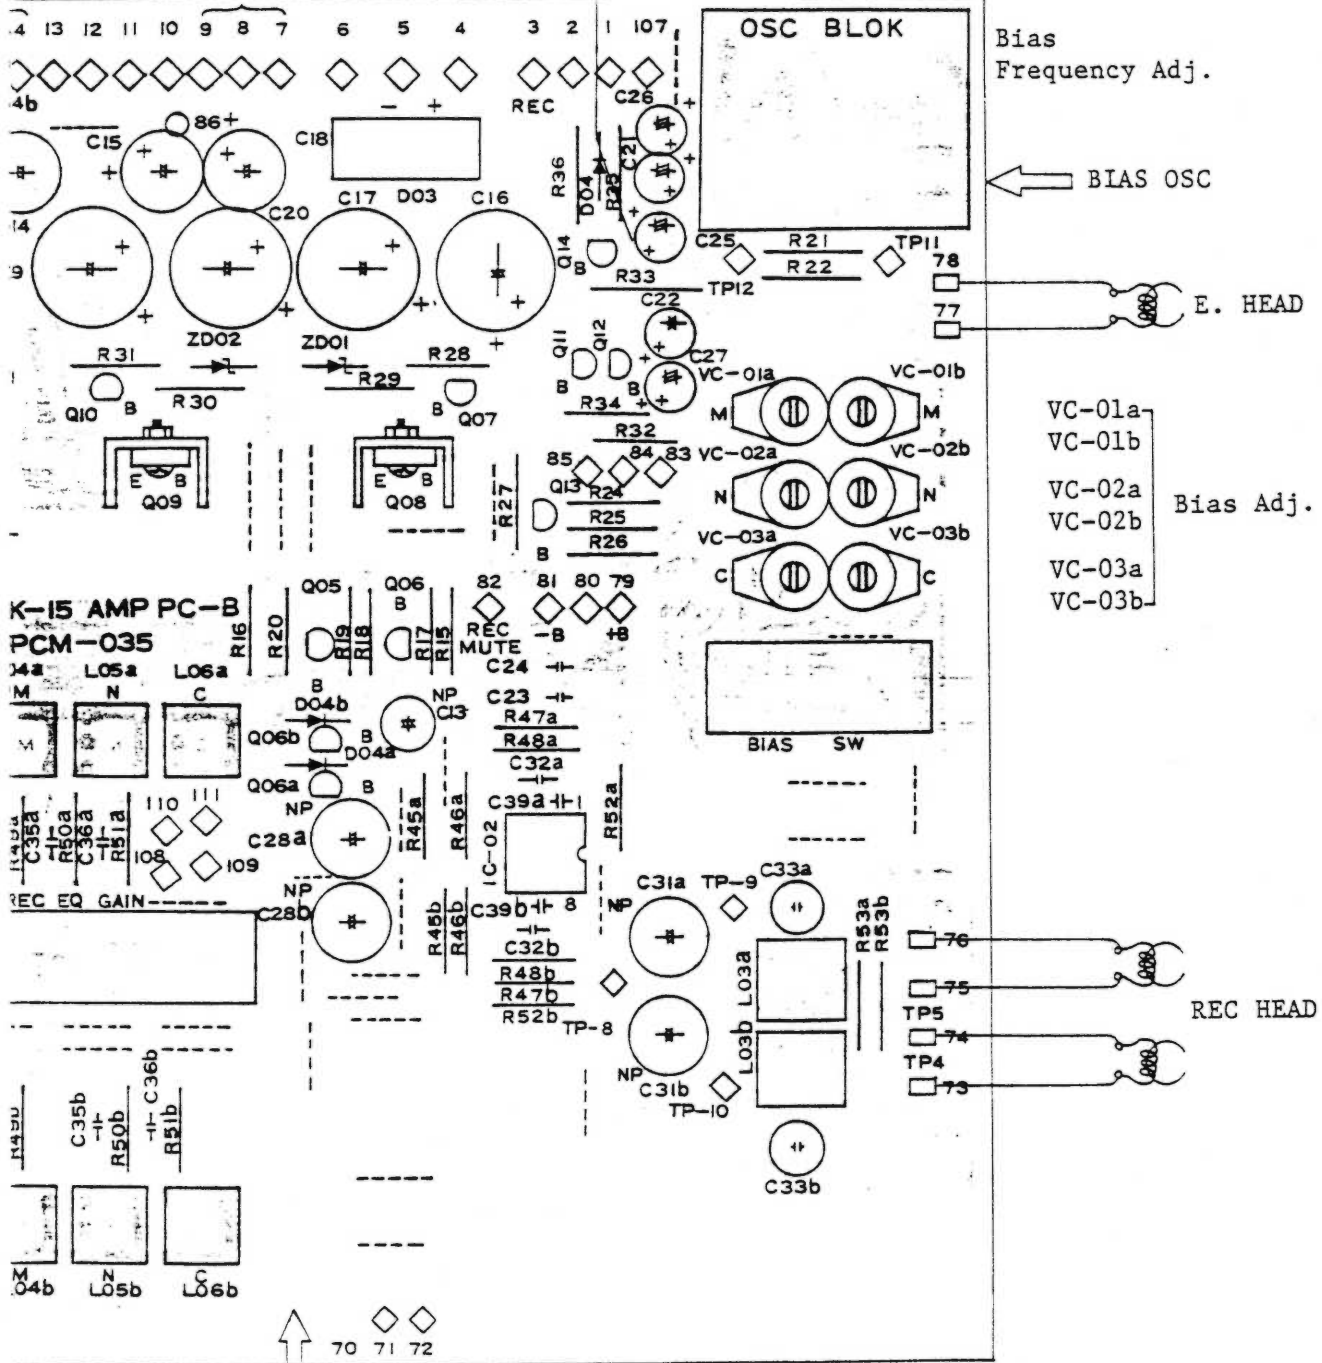 4 13 12 11 10 9 8 7 6 5 4 3 2 1 107
OSC BLOK
Bias
Frequency Adj.
REC
4b
86 +
C15
C18
- +
D03
C26
C21
R36
D04
R35
BIAS OSC
C20
C17
C16
14
9
Q14
B
C25
TP12
R21
R22
TP11
R33
78
77
E. HEAD
ZD02
ZD01
R31
R30
R29
R28
Q10
B
B
Q07
C22
Q11
Q12
B
B
C27
R34
R32
VC-01a
VC-01b
M
M
VC-02a
VC-02b
N
N
VC-03a
VC-03b
C
C
VC-01a
VC-01b
VC-02a
VC-02b
VC-03a
VC-03b
Bias Adj.
E B
Q09
E B
Q08
85
84
83
Q13
B
R27
R24
R25
R26
82
81
80
79
REC
MUTE
-B
+B
K-15 AMP PC-B
PCM-035
R16
R20
Q05
B
R19
R18
Q06
B
R17
R15
C24
C23
04a
M
L05a
N
L06a
C
M
D04b
Q06b
B
D04a
Q06a
B
NP
C13
R47a
R48a
C32a
C39a
1
BIAS SW
R49a
C35a
R50a
C36a
R51a
110
111
108
109
NP
C28a
R45a
R46a
IC-02
R52a
REC EQ GAIN
NP
C28b
R45b
R46b
C39b
8
C32b
R48b
R47b
R52b
NP
C31a
TP-9
C33a
L03a
R53a
R53b
76
75
TP5
74
TP4
73
REC HEAD
TP-8
NP
C31b
TP-10
L03b
C33b
R49b
C35b
R50b
C36b
R51b
M
L04b
N
L05b
C
L06b
70 71 72